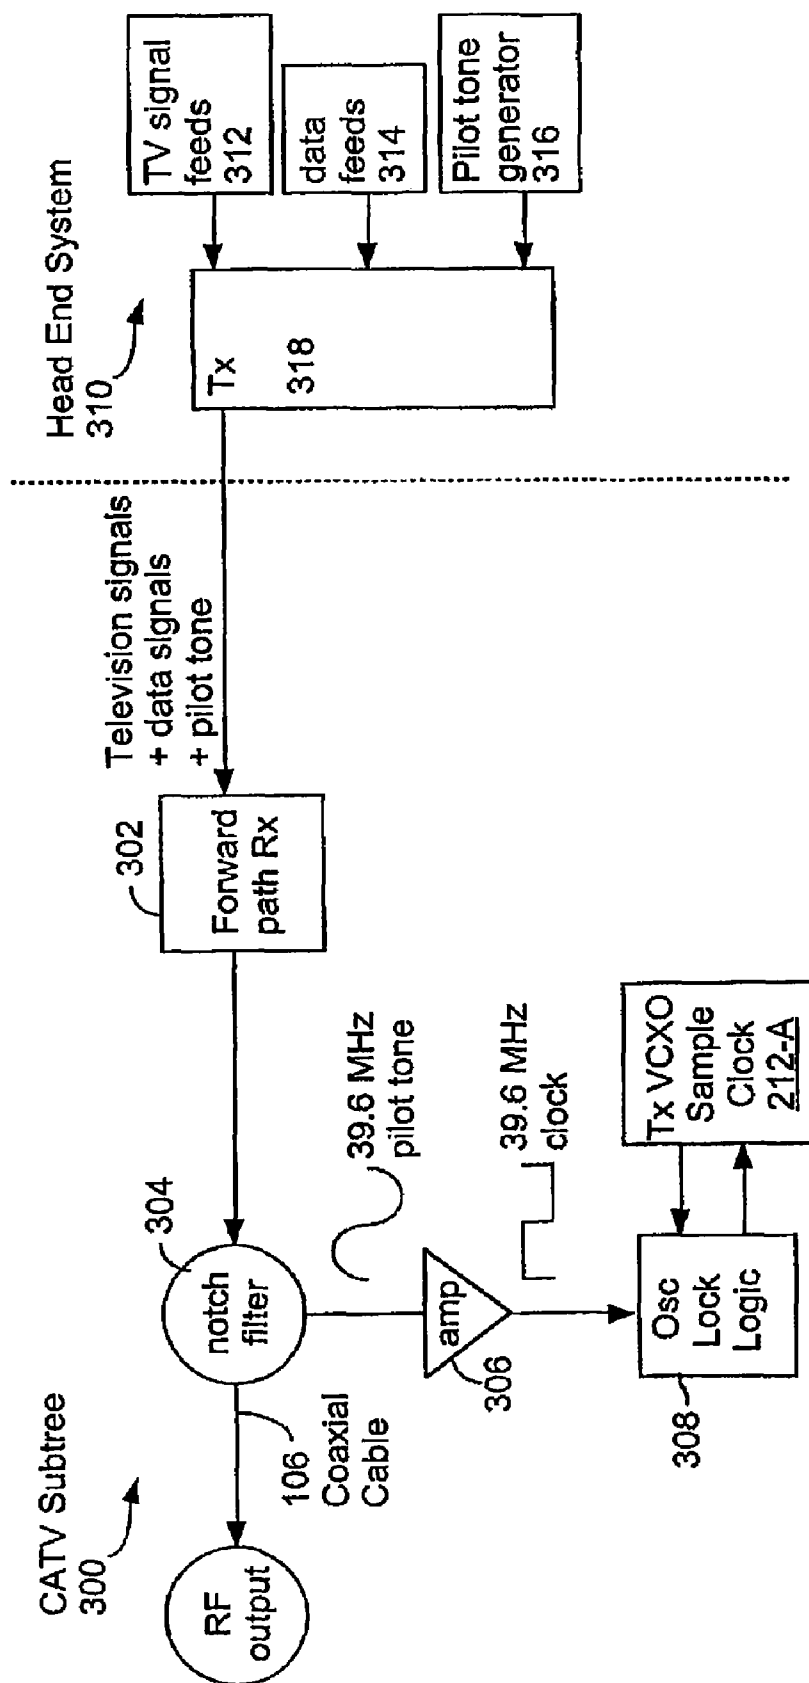 CATV Subtree
300
Head End System
310
RF
output
106
Coaxial
Cable
notch
filter
304
Forward
path Rx
302
Television signals
+ data signals
+ pilot tone
Tx
318
TV signal
feeds
312
data
feeds
314
Pilot tone
generator
316
39.6 MHz
pilot tone
amp
306
39.6 MHz
clock
Osc
Lock
Logic
308
Tx VCXO
Sample
Clock
212-A